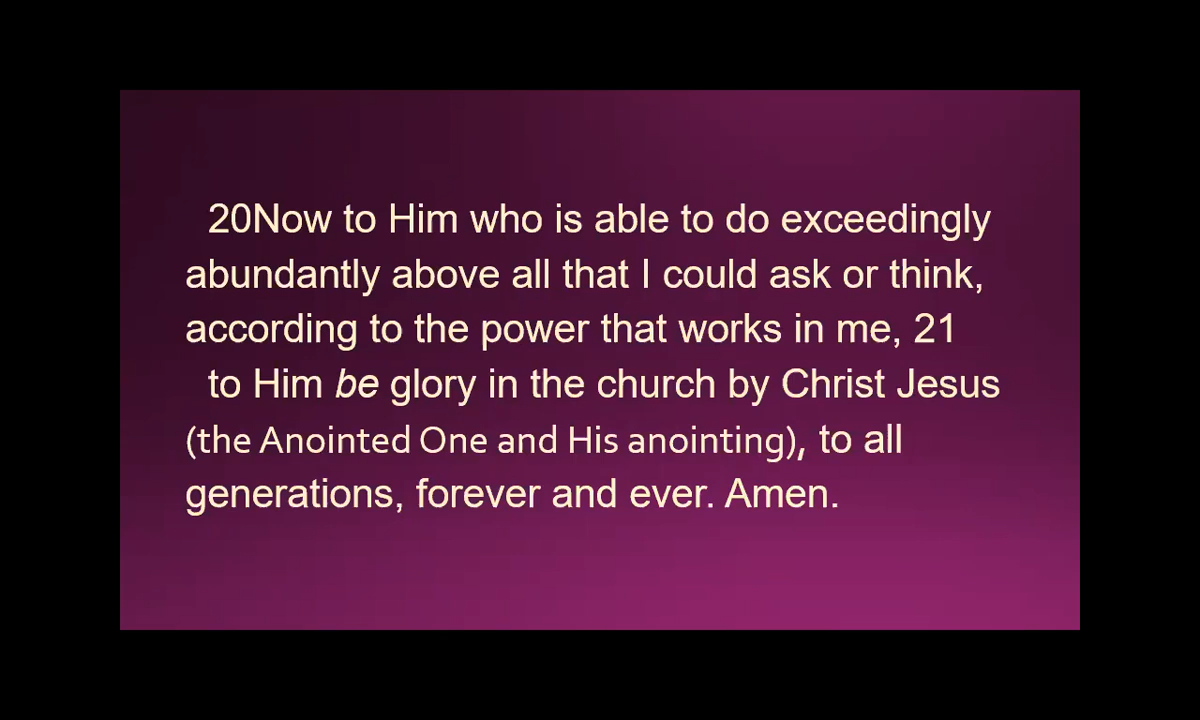 20Now to Him who is able to do exceedingly
abundantly above all that I could ask or think,
according to the power that works in me, 21
to Him be glory in the church by Christ Jesus
(the Anointed One and His anointing), to all
generations, forever and ever. Amen.